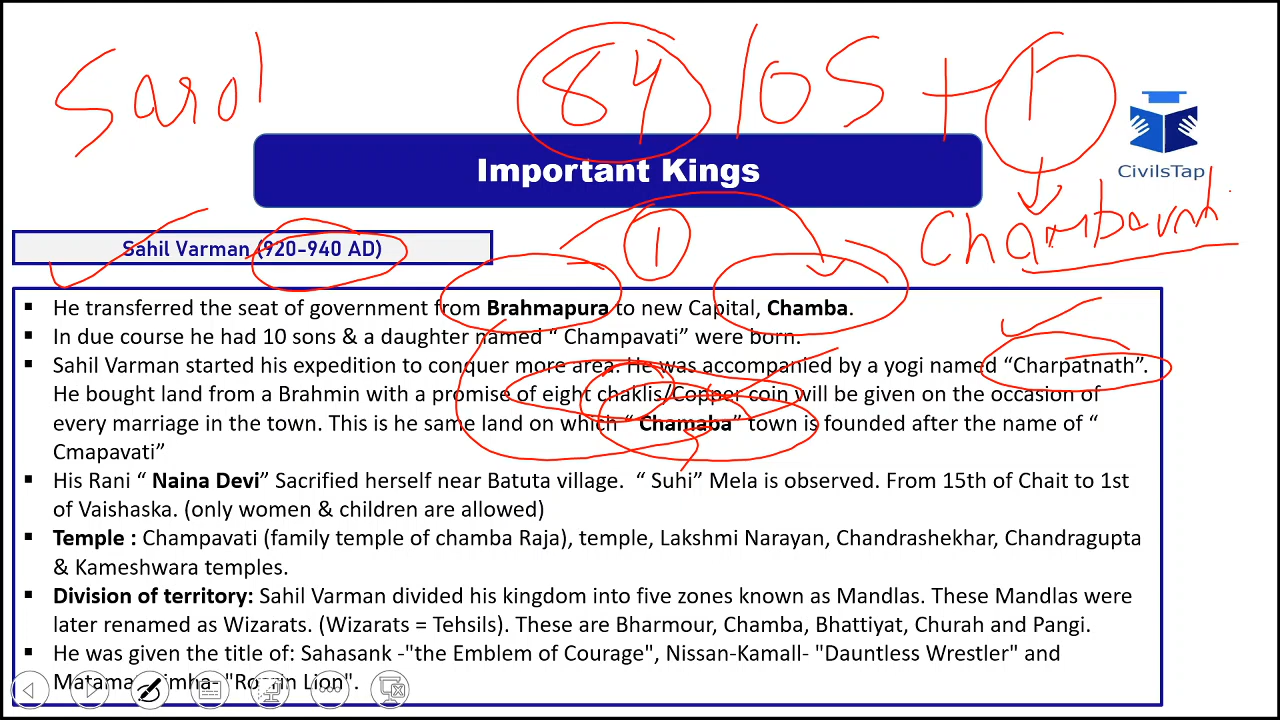 Sarol
84 / 10 S + 1
Important Kings
CivilsTap
Chambavati
Sahil Varman (920-940 AD)
1
▪ He transferred the seat of government from Brahmapura to new Capital, Chamba.
▪ In due course he had 10 sons & a daughter named “ Champavati” were born.
▪ Sahil Varman started his expedition to conquer more area. He was accompanied by a yogi named “Charpatnath”.
He bought land from a Brahmin with a promise of eight chaklis/Copper coin will be given on the occasion of
every marriage in the town. This is he same land on which “ Chamaba” town is founded after the name of “
Cmapavati”
▪ His Rani “ Naina Devi” Sacrificed herself near Batuta village. “ Suhi” Mela is observed. From 15th of Chait to 1st
of Vaishaska. (only women & children are allowed)
▪ Temple : Champavati (family temple of chamba Raja), temple, Lakshmi Narayan, Chandrashekhar, Chandragupta
& Kameshwara temples.
▪ Division of territory: Sahil Varman divided his kingdom into five zones known as Mandlas. These Mandlas were
later renamed as Wizarats. (Wizarats = Tehsils). These are Bharmour, Chamba, Bhattiyat, Churah and Pangi.
▪ He was given the title of: Sahasank -"the Emblem of Courage", Nissan-Kamall- "Dauntless Wrestler" and
Lion".